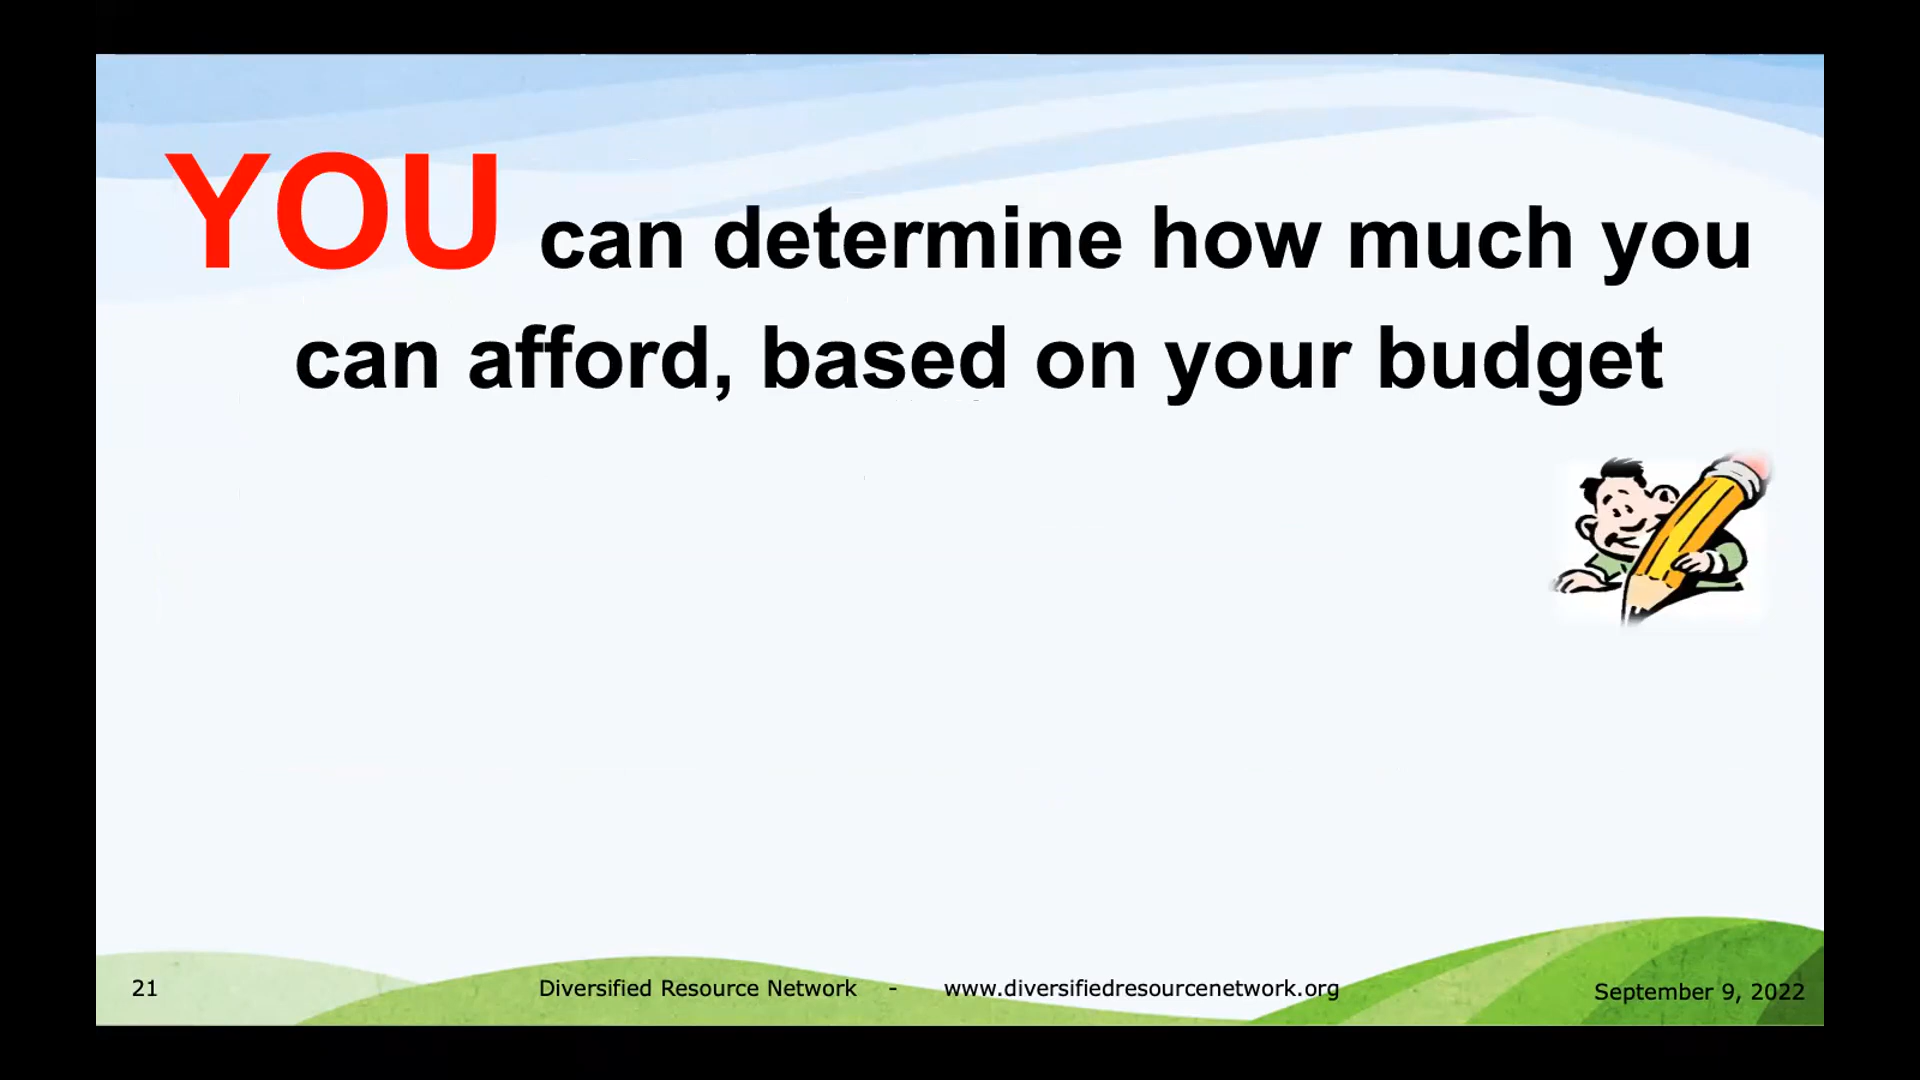 YOU can determine how much you
can afford, based on your budget
21
Diversified Resource Network - www.diversifiedresourcenetwork.org
September 9, 2022